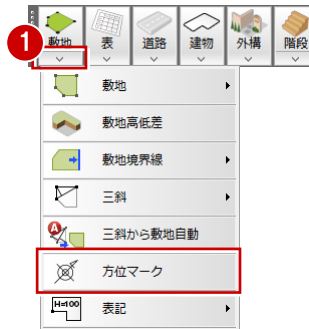 1
敷地 表 道路 建物 外構 階段
敷地
敷地高低差
敷地境界線
三斜
A 三斜から敷地自動
方位マーク
H=100 表記